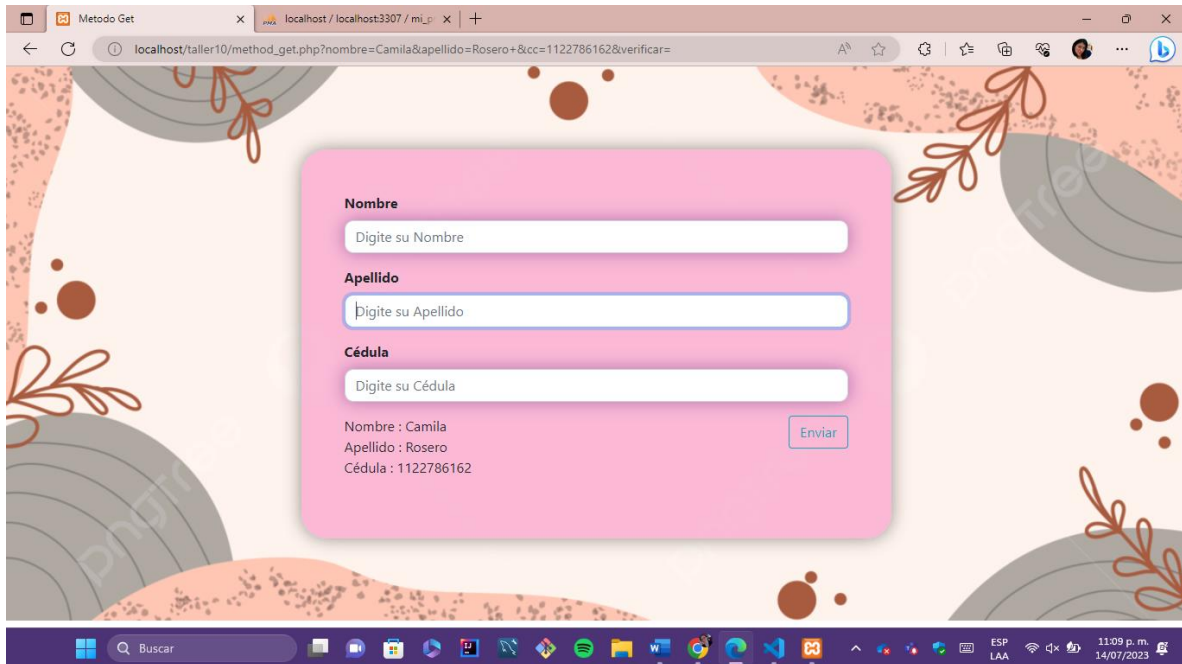 Metodo Get
localhost / localhost:3307 / mi_p
localhost/taller10/method_get.php?nombre=Camila&apellido=Rosero+&cc=1122786162&verificar=
Nombre
Digite su Nombre
Apellido
Digite su Apellido
Cédula
Digite su Cédula
Nombre : Camila
Enviar
Apellido : Rosero
Cédula : 1122786162
pngtree
pngtree
Buscar
ESP
LAA
11:09 p. m.
14/07/2023